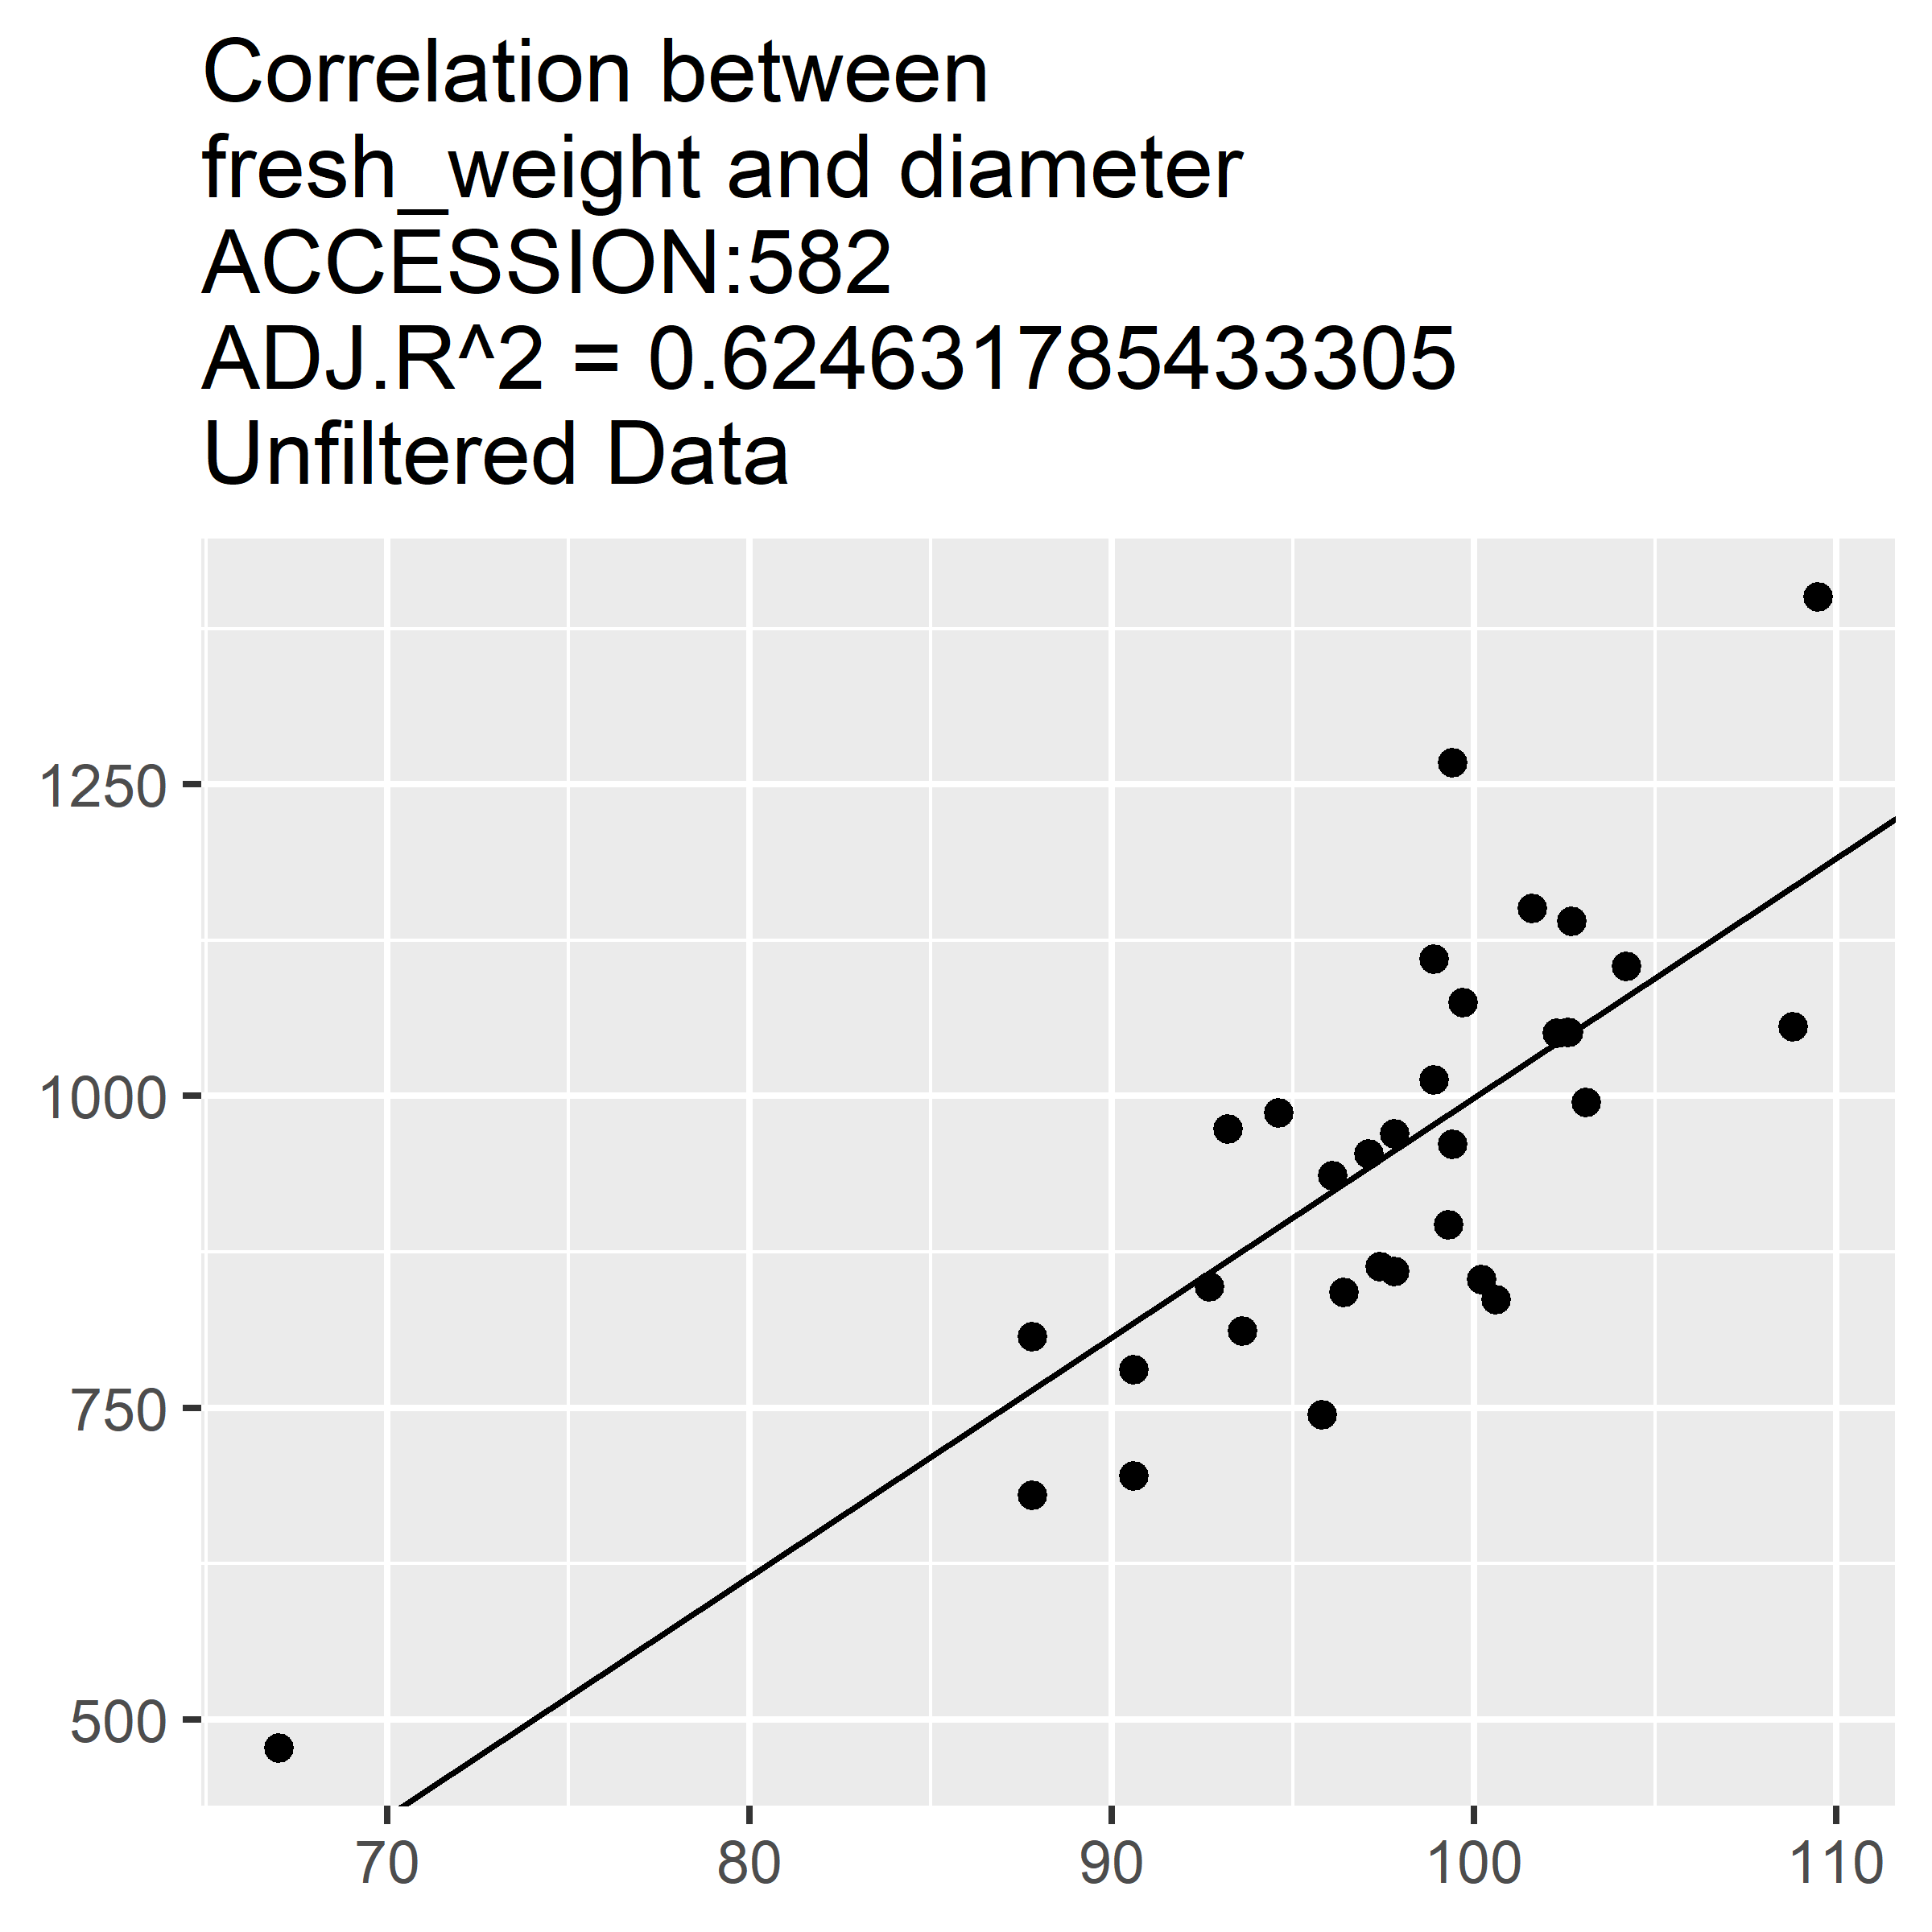 Correlation between
fresh_weight and diameter
ACCESSION:582
ADJ.R^2 = 0.624631785433305
Unfiltered Data
1250
1000
750
500
70 80 90 100 110